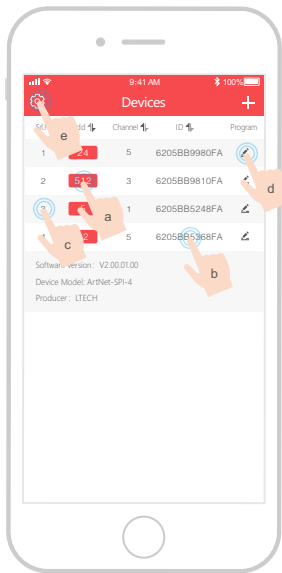 9:41 AM 100%
Devices +
Channel ID Program
e
1 24 5 6205BB9980FA
2 512 3 6205BB9810FA
d
a
1 6205BB5248FA
c
5 6205BB5368FA
b
Software version: V2.00.01.00
Device Model: ArtNet-SPI-4
Producer: LTECH